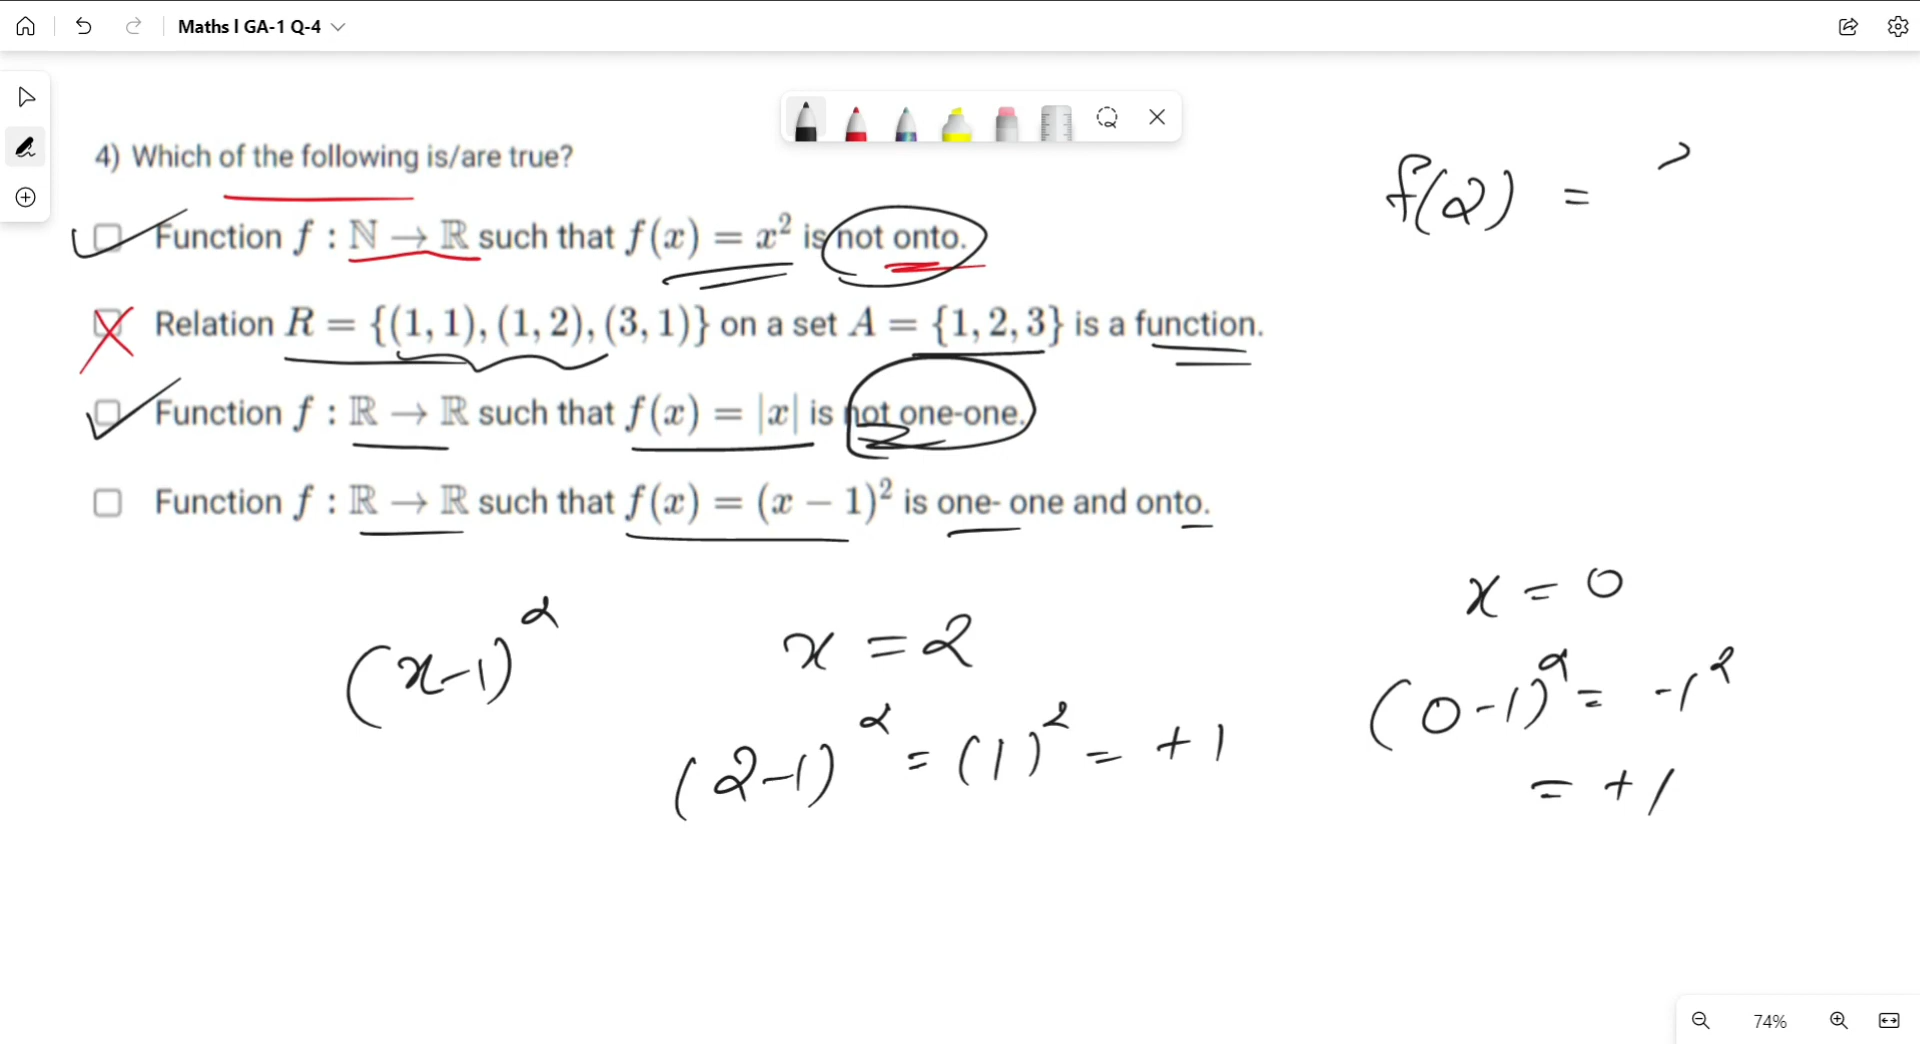 Maths I GA-1 Q-4
4) Which of the following is/are true?
f(2) =
Function f : ℕ → ℝ such that f(x) = x² is not onto.
Relation R = {(1, 1), (1, 2), (3, 1)} on a set A = {1, 2, 3} is a function.
Function f : ℝ → ℝ such that f(x) = |x| is not one-one.
Function f : ℝ → ℝ such that f(x) = (x − 1)² is one- one and onto.
(x-1)²
x = 2
(2-1)² = (1)² = +1
x = 0
(0-1)² = -1²
= +1
74%